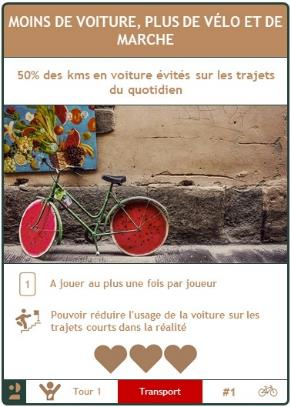 MOINS DE VOITURE, PLUS DE VÉLO ET DE
MARCHE
50% des kms en voiture évités sur les trajets
du quotidien
1 A jouer au plus une fois par joueur
Pouvoir réduire l'usage de la voiture sur les
trajets courts dans la réalité
2 Tour 1 Transport #1